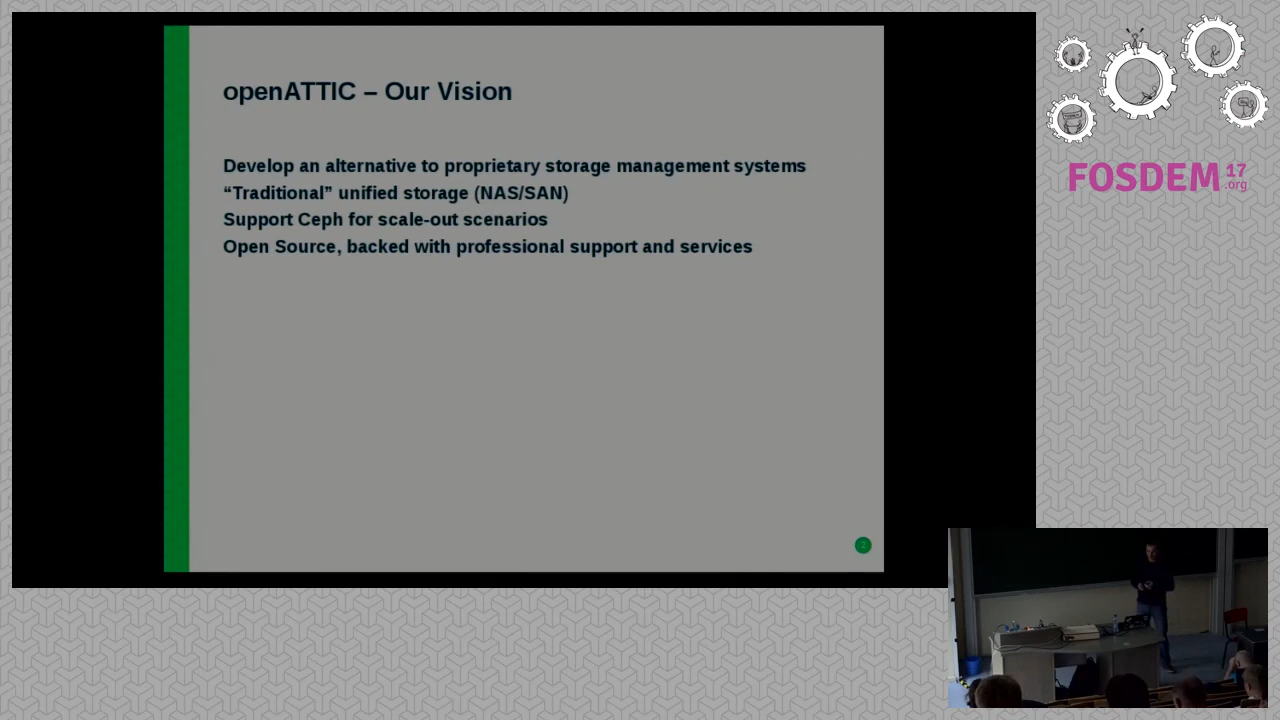 openATTIC – Our Vision
Develop an alternative to proprietary storage management systems
“Traditional” unified storage (NAS/SAN)
Support Ceph for scale-out scenarios
Open Source, backed with professional support and services
2
FOSDEM 17
.org